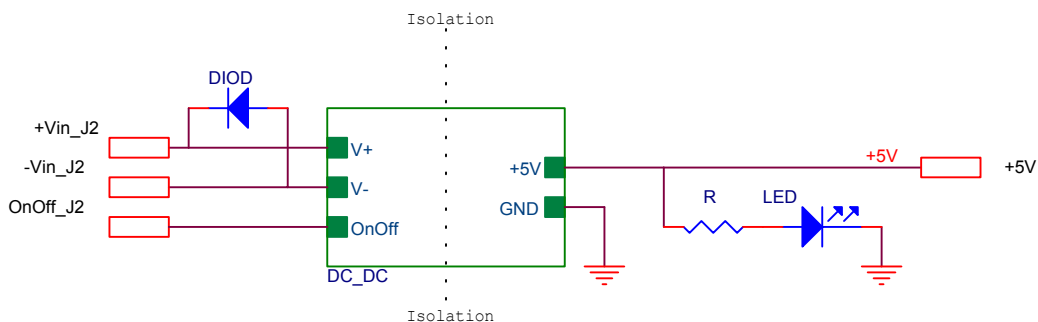 Isolation
DIOD
+Vin_J2
V+
-Vin_J2
V-
OnOff_J2
OnOff
+5V
GND
DC_DC
+5V
+5V
R
LED
Isolation